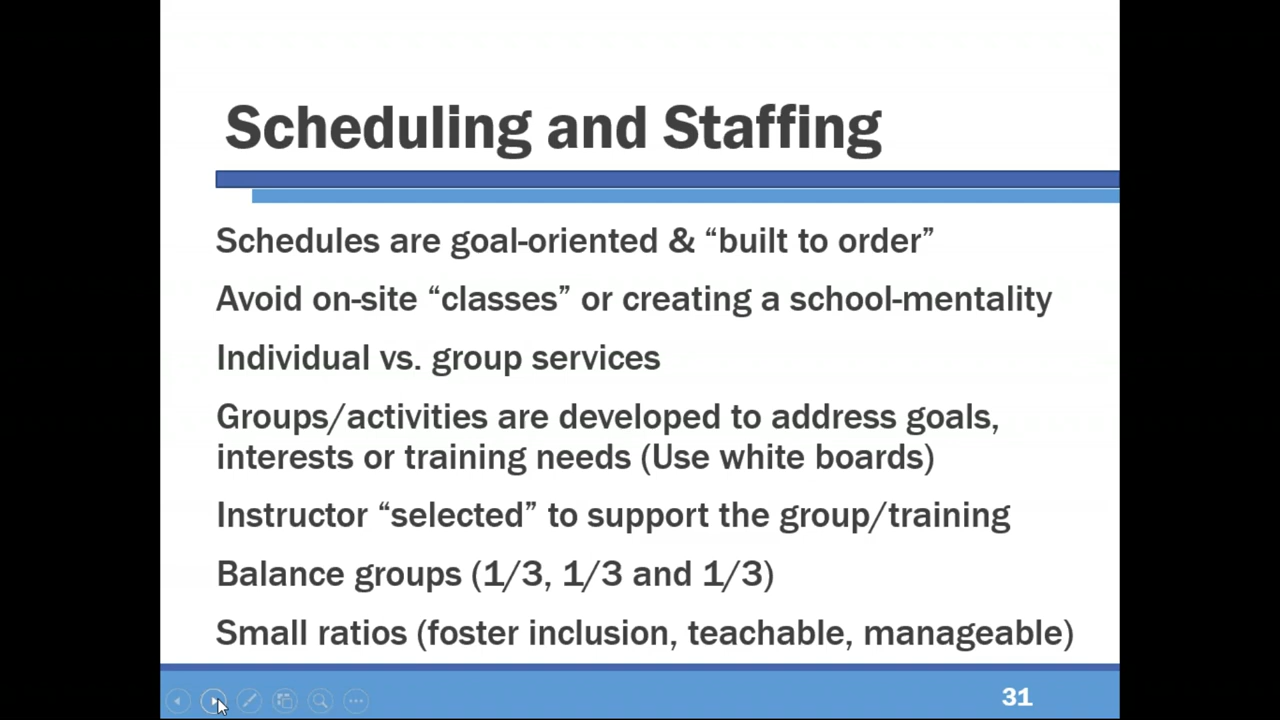 Scheduling and Staffing
Schedules are goal-oriented & “built to order”
Avoid on-site “classes” or creating a school-mentality
Individual vs. group services
Groups/activities are developed to address goals,
interests or training needs (Use white boards)
Instructor “selected” to support the group/training
Balance groups (1/3, 1/3 and 1/3)
Small ratios (foster inclusion, teachable, manageable)
31